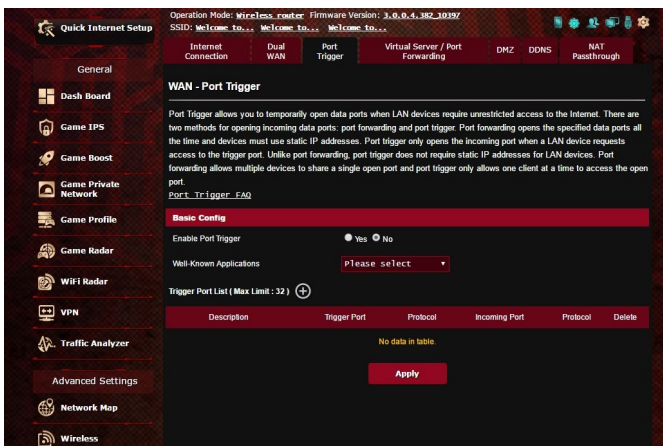 Quick Internet Setup
Operation Mode: Wireless router Firmware Version: 3.0.0.4.382_10397
SSID: Welcome to... Welcome to... Welcome to...
Internet Connection
Dual WAN
Port Trigger
Virtual Server / Port Forwarding
DMZ
DDNS
NAT Passthrough
General
Dash Board
Game IPS
Game Boost
Game Private Network
Game Profile
Game Radar
WiFi Radar
VPN
Traffic Analyzer
Advanced Settings
Network Map
Wireless
WAN - Port Trigger
Port Trigger allows you to temporarily open data ports when LAN devices require unrestricted access to the Internet. There are
two methods for opening incoming data ports: port forwarding and port trigger. Port forwarding opens the specified data ports all
the time and devices must use static IP addresses. Port trigger only opens the incoming port when a LAN device requests
access to the trigger port. Unlike port forwarding, port trigger does not require static IP addresses for LAN devices. Port
forwarding allows multiple devices to share a single open port and port trigger only allows one client at a time to access the open
port.
Port Trigger FAQ
Basic Config
Enable Port Trigger Yes No
Well-Known Applications Please select
Trigger Port List ( Max Limit : 32 )
Description Trigger Port Protocol Incoming Port Protocol Delete
No data in table.
Apply